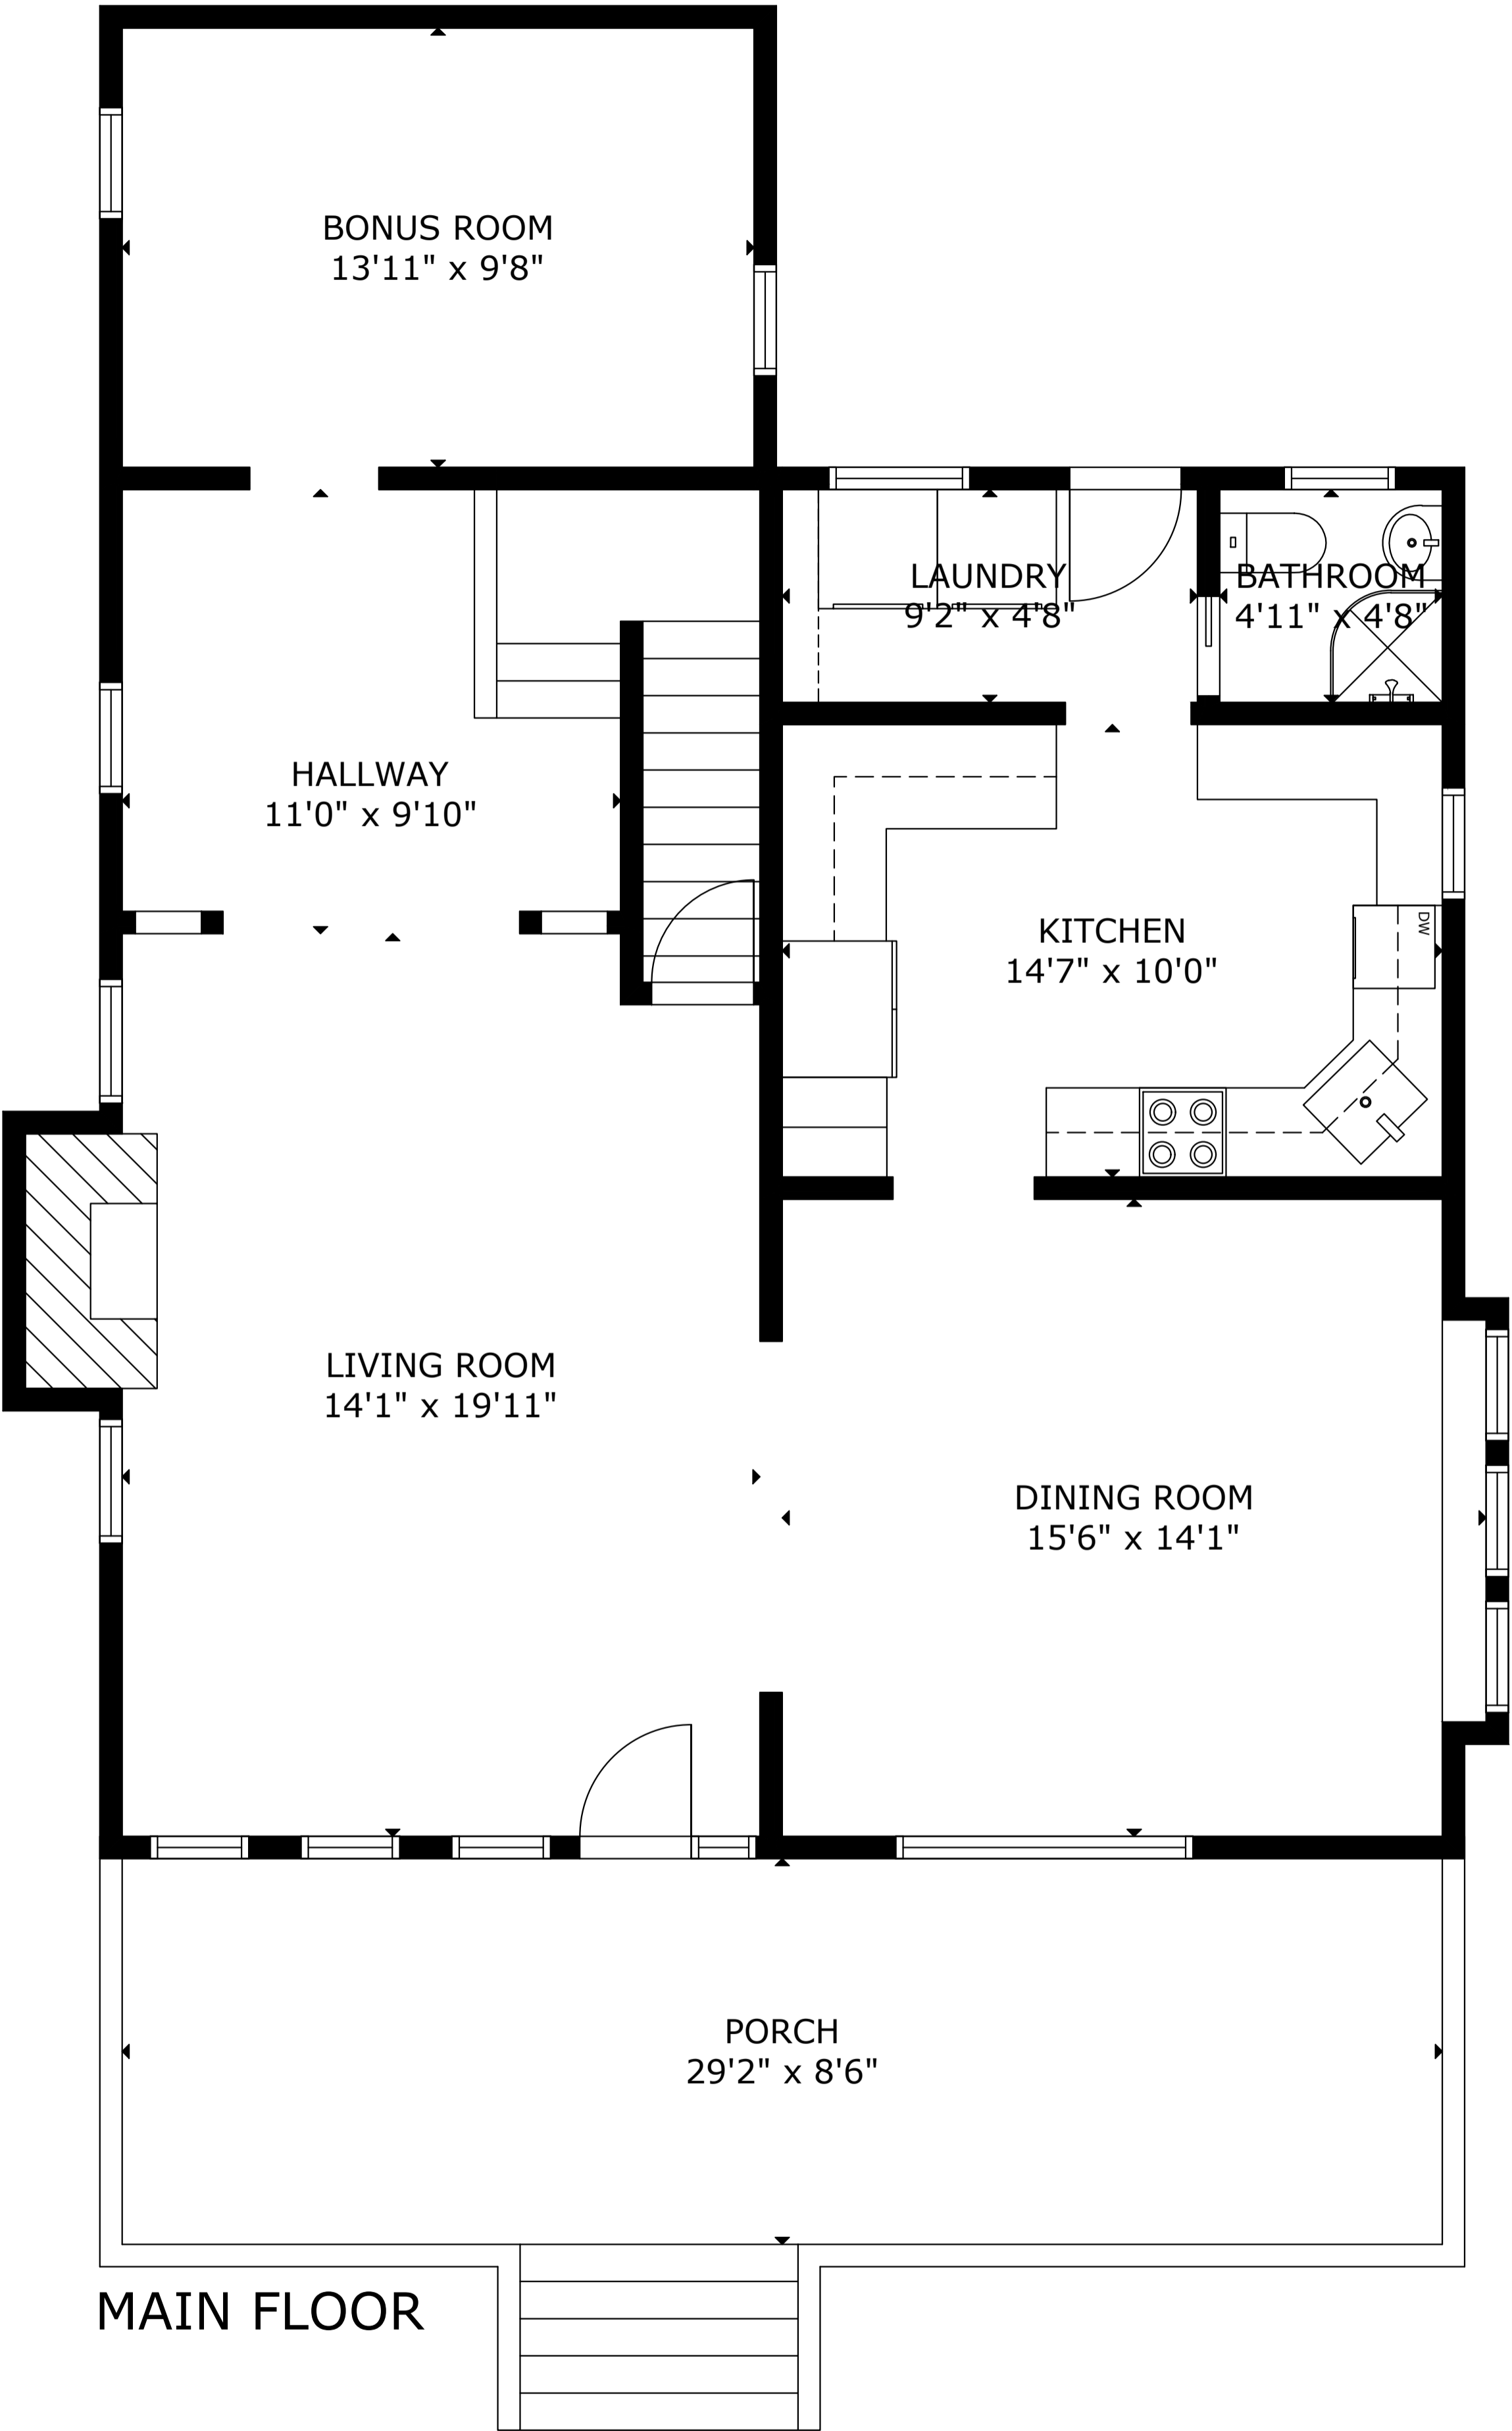 BONUS ROOM
13'11" x 9'8"
LAUNDRY
9'2" x 4'8"
BATHROOM
4'11" x 4'8"
HALLWAY
11'0" x 9'10"
KITCHEN
14'7" x 10'0"
DW
LIVING ROOM
14'1" x 19'11"
DINING ROOM
15'6" x 14'1"
PORCH
29'2" x 8'6"
MAIN FLOOR